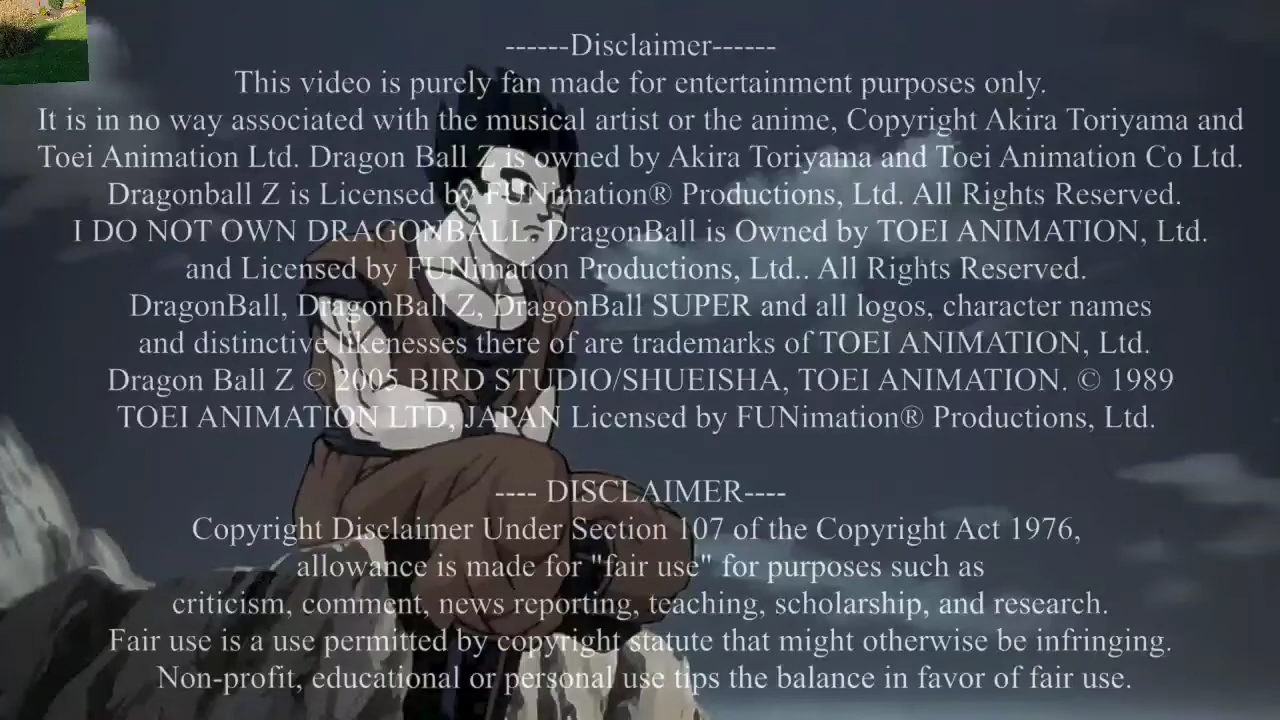 ------Disclaimer------
This video is purely fan made for entertainment purposes only.
It is in no way associated with the musical artist or the anime, Copyright Akira Toriyama and
Toei Animation Ltd. Dragon Ball Z is owned by Akira Toriyama and Toei Animation Co Ltd.
Dragonball Z is Licensed by FUNimation® Productions, Ltd. All Rights Reserved.
I DO NOT OWN DRAGONBALL. DragonBall is Owned by TOEI ANIMATION, Ltd.
and Licensed by FUNimation Productions, Ltd.. All Rights Reserved.
DragonBall, DragonBall Z, DragonBall SUPER and all logos, character names
and distinctive likenesses there of are trademarks of TOEI ANIMATION, Ltd.
Dragon Ball Z © 2005 BIRD STUDIO/SHUEISHA, TOEI ANIMATION. © 1989
TOEI ANIMATION LTD, JAPAN Licensed by FUNimation® Productions, Ltd.
---- DISCLAIMER----
Copyright Disclaimer Under Section 107 of the Copyright Act 1976,
allowance is made for "fair use" for purposes such as
criticism, comment, news reporting, teaching, scholarship, and research.
Fair use is a use permitted by copyright statute that might otherwise be infringing.
Non-profit, educational or personal use tips the balance in favor of fair use.